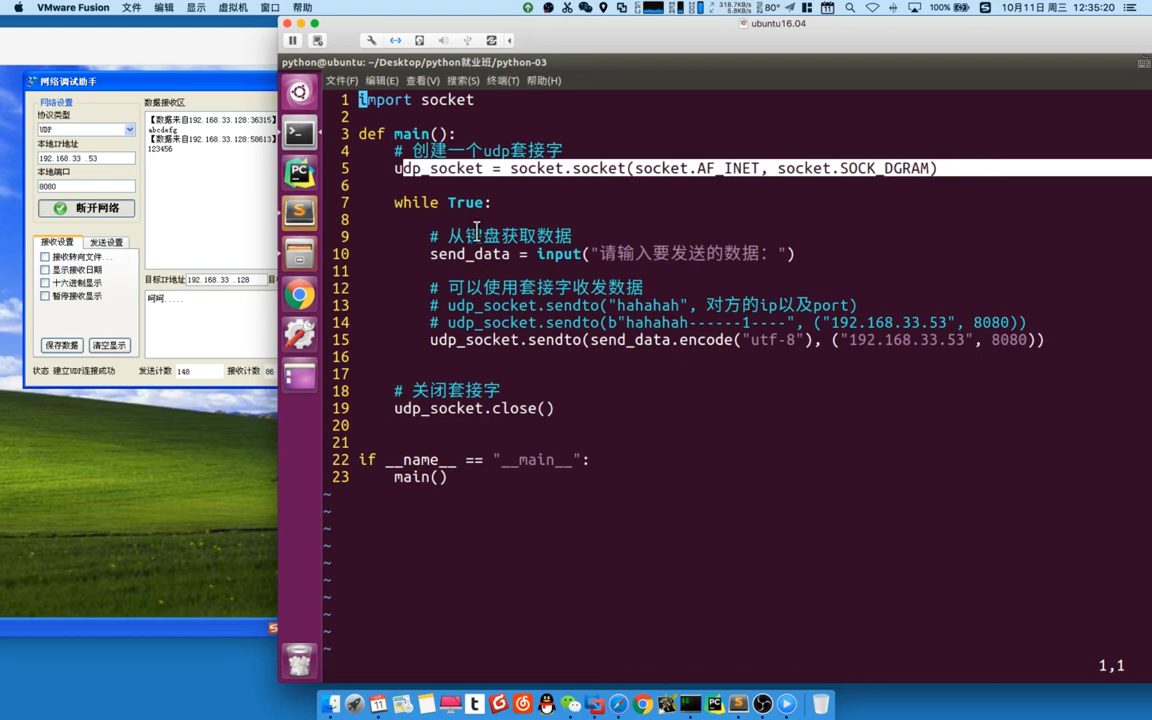 VMware Fusion 文件 编辑 显示 虚拟机 窗口 帮助
318.7KB/s
5.8KB/s
80° 100% 10月11日 周三 12:35:20
ubuntu16.04
python@ubuntu: ~/Desktop/python就业班/python-03
文件(F) 编辑(E) 查看(V) 搜索(S) 终端(T) 帮助(H)
网络调试助手
网络设置
协议类型
UDP
本地IP地址
192.168.33 .53
本地端口
8080
断开网络
接收设置 发送设置
接收转向文件...
显示接收日期
十六进制显示
暂停接收显示
保存数据 清空显示
数据接收区
【数据来自192.168.33.128:36315】
abcdefg
【数据来自192.168.33.128:58613】
123456
目标IP地址 192.168.33 .128 目
呵呵.....
状态 建立UDP连接成功 发送计数 148 接收计数 86
1 import socket
2
3 def main():
4 # 创建一个udp套接字
5 udp_socket = socket.socket(socket.AF_INET, socket.SOCK_DGRAM)
6
7 while True:
8
9 # 从键盘获取数据
10 send_data = input("请输入要发送的数据：")
11
12 # 可以使用套接字收发数据
13 # udp_socket.sendto("hahahah", 对方的ip以及port)
14 # udp_socket.sendto(b"hahahah------1----", ("192.168.33.53", 8080))
15 udp_socket.sendto(send_data.encode("utf-8"), ("192.168.33.53", 8080))
16
17
18 # 关闭套接字
19 udp_socket.close()
20
21
22 if __name__ == "__main__":
23 main()
~
~
~
~
~
~
~
~
~
~
1,1